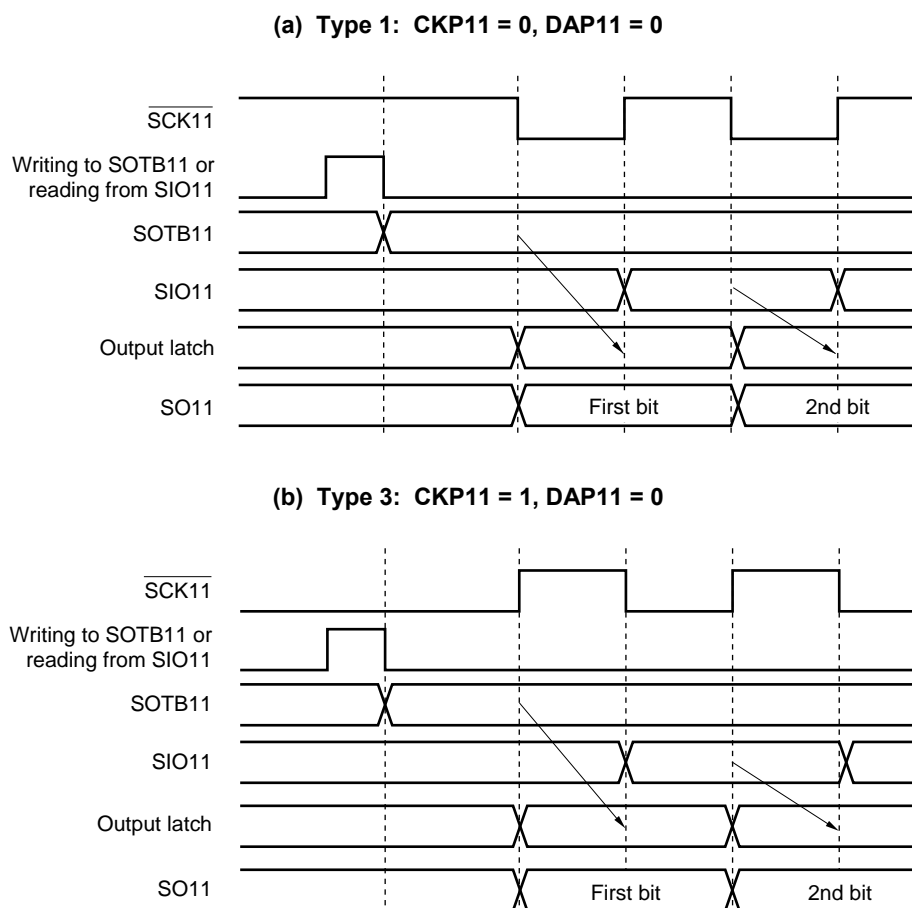 (a) Type 1: CKP11 = 0, DAP11 = 0
SCK11
Writing to SOTB11 or
reading from SIO11
SOTB11
SIO11
Output latch
SO11
First bit
2nd bit
(b) Type 3: CKP11 = 1, DAP11 = 0
SCK11
Writing to SOTB11 or
reading from SIO11
SOTB11
SIO11
Output latch
SO11
First bit
2nd bit